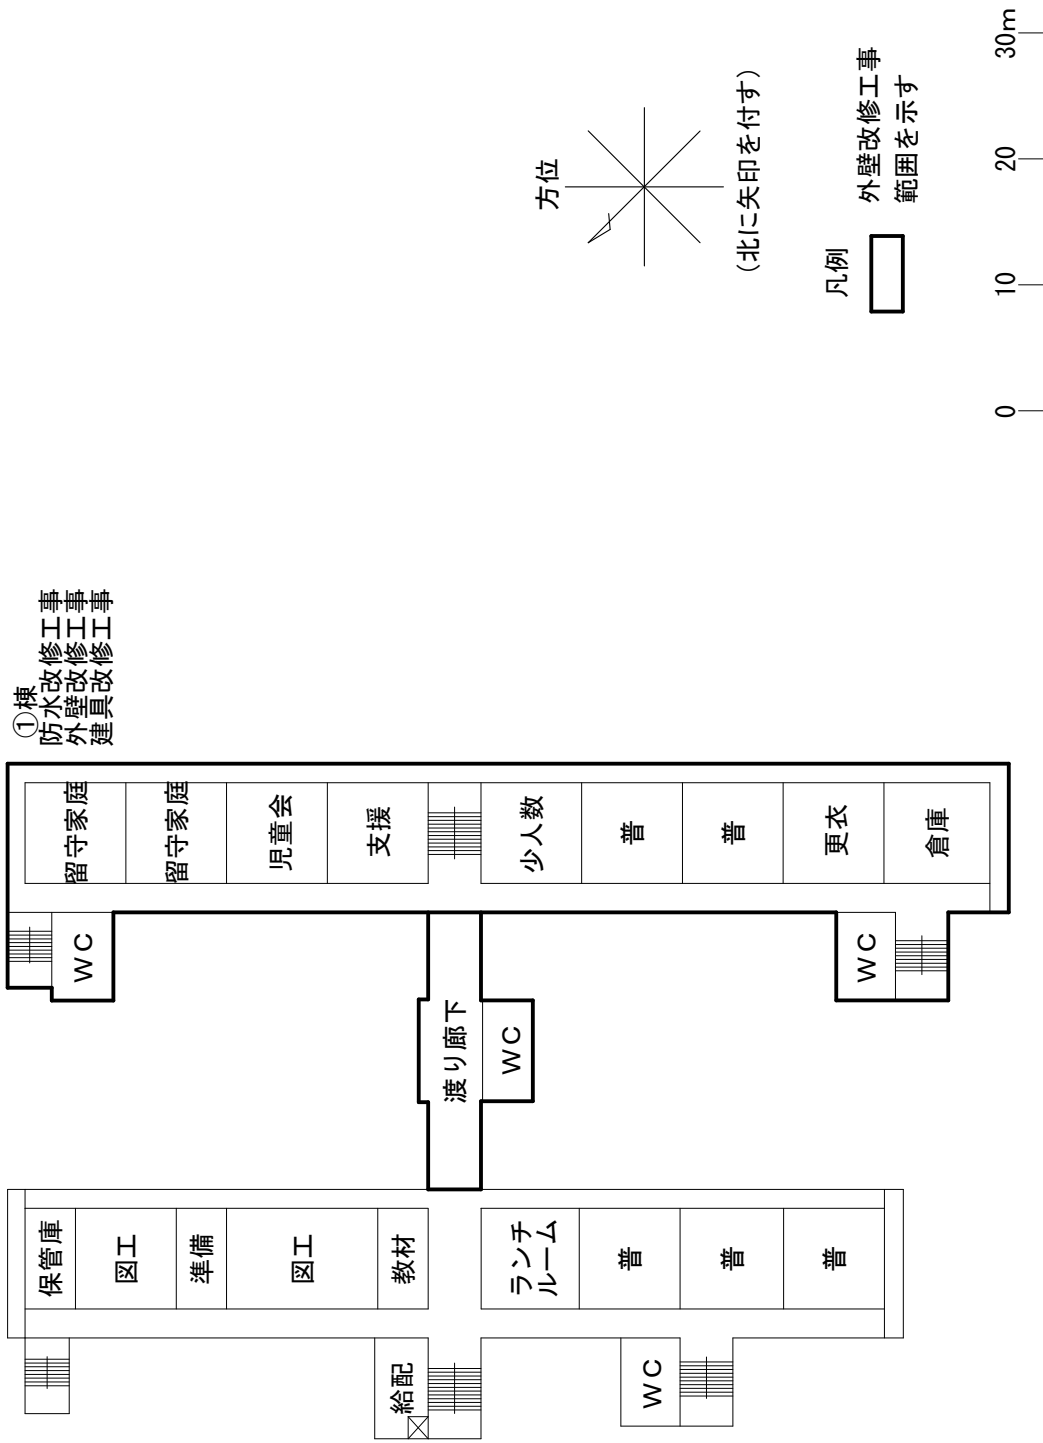 ①棟
防水改修工事
外壁改修工事
建具改修工事
方位
(北に矢印を付す)
凡例
外壁改修工事
範囲を示す
0
10
20
30m
留守家庭
留守家庭
児童会
支援
少人数
普
普
更衣
倉庫
WC
WC
渡り廊下
WC
保管庫
図工
準備
図工
教材
ランチ
ルーム
普
普
普
給配
WC